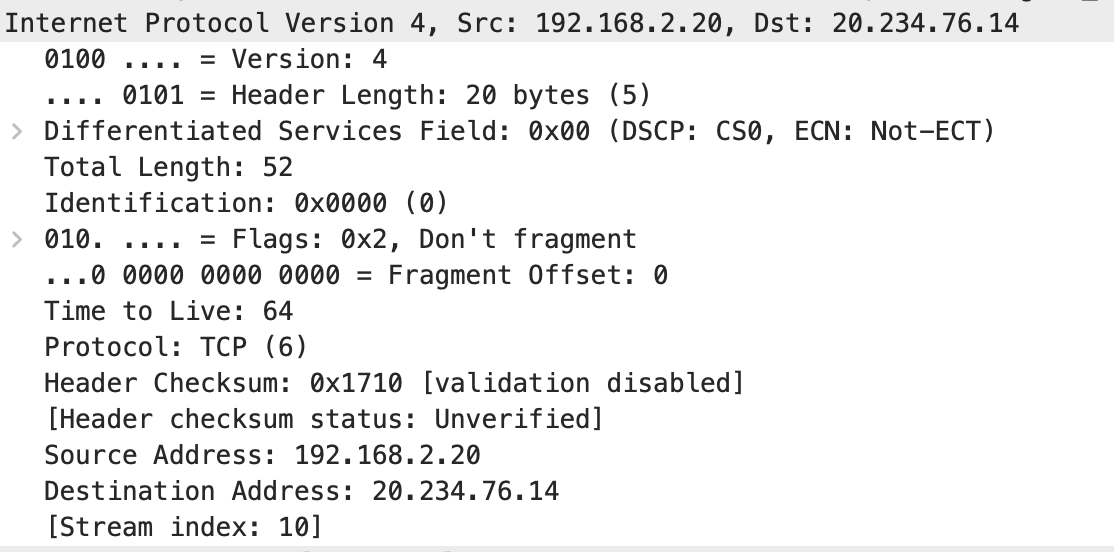 Internet Protocol Version 4, Src: 192.168.2.20, Dst: 20.234.76.14
0100 .... = Version: 4
.... 0101 = Header Length: 20 bytes (5)
Differentiated Services Field: 0x00 (DSCP: CS0, ECN: Not-ECT)
Total Length: 52
Identification: 0x0000 (0)
010. .... = Flags: 0x2, Don't fragment
...0 0000 0000 0000 = Fragment Offset: 0
Time to Live: 64
Protocol: TCP (6)
Header Checksum: 0x1710 [validation disabled]
[Header checksum status: Unverified]
Source Address: 192.168.2.20
Destination Address: 20.234.76.14
[Stream index: 10]